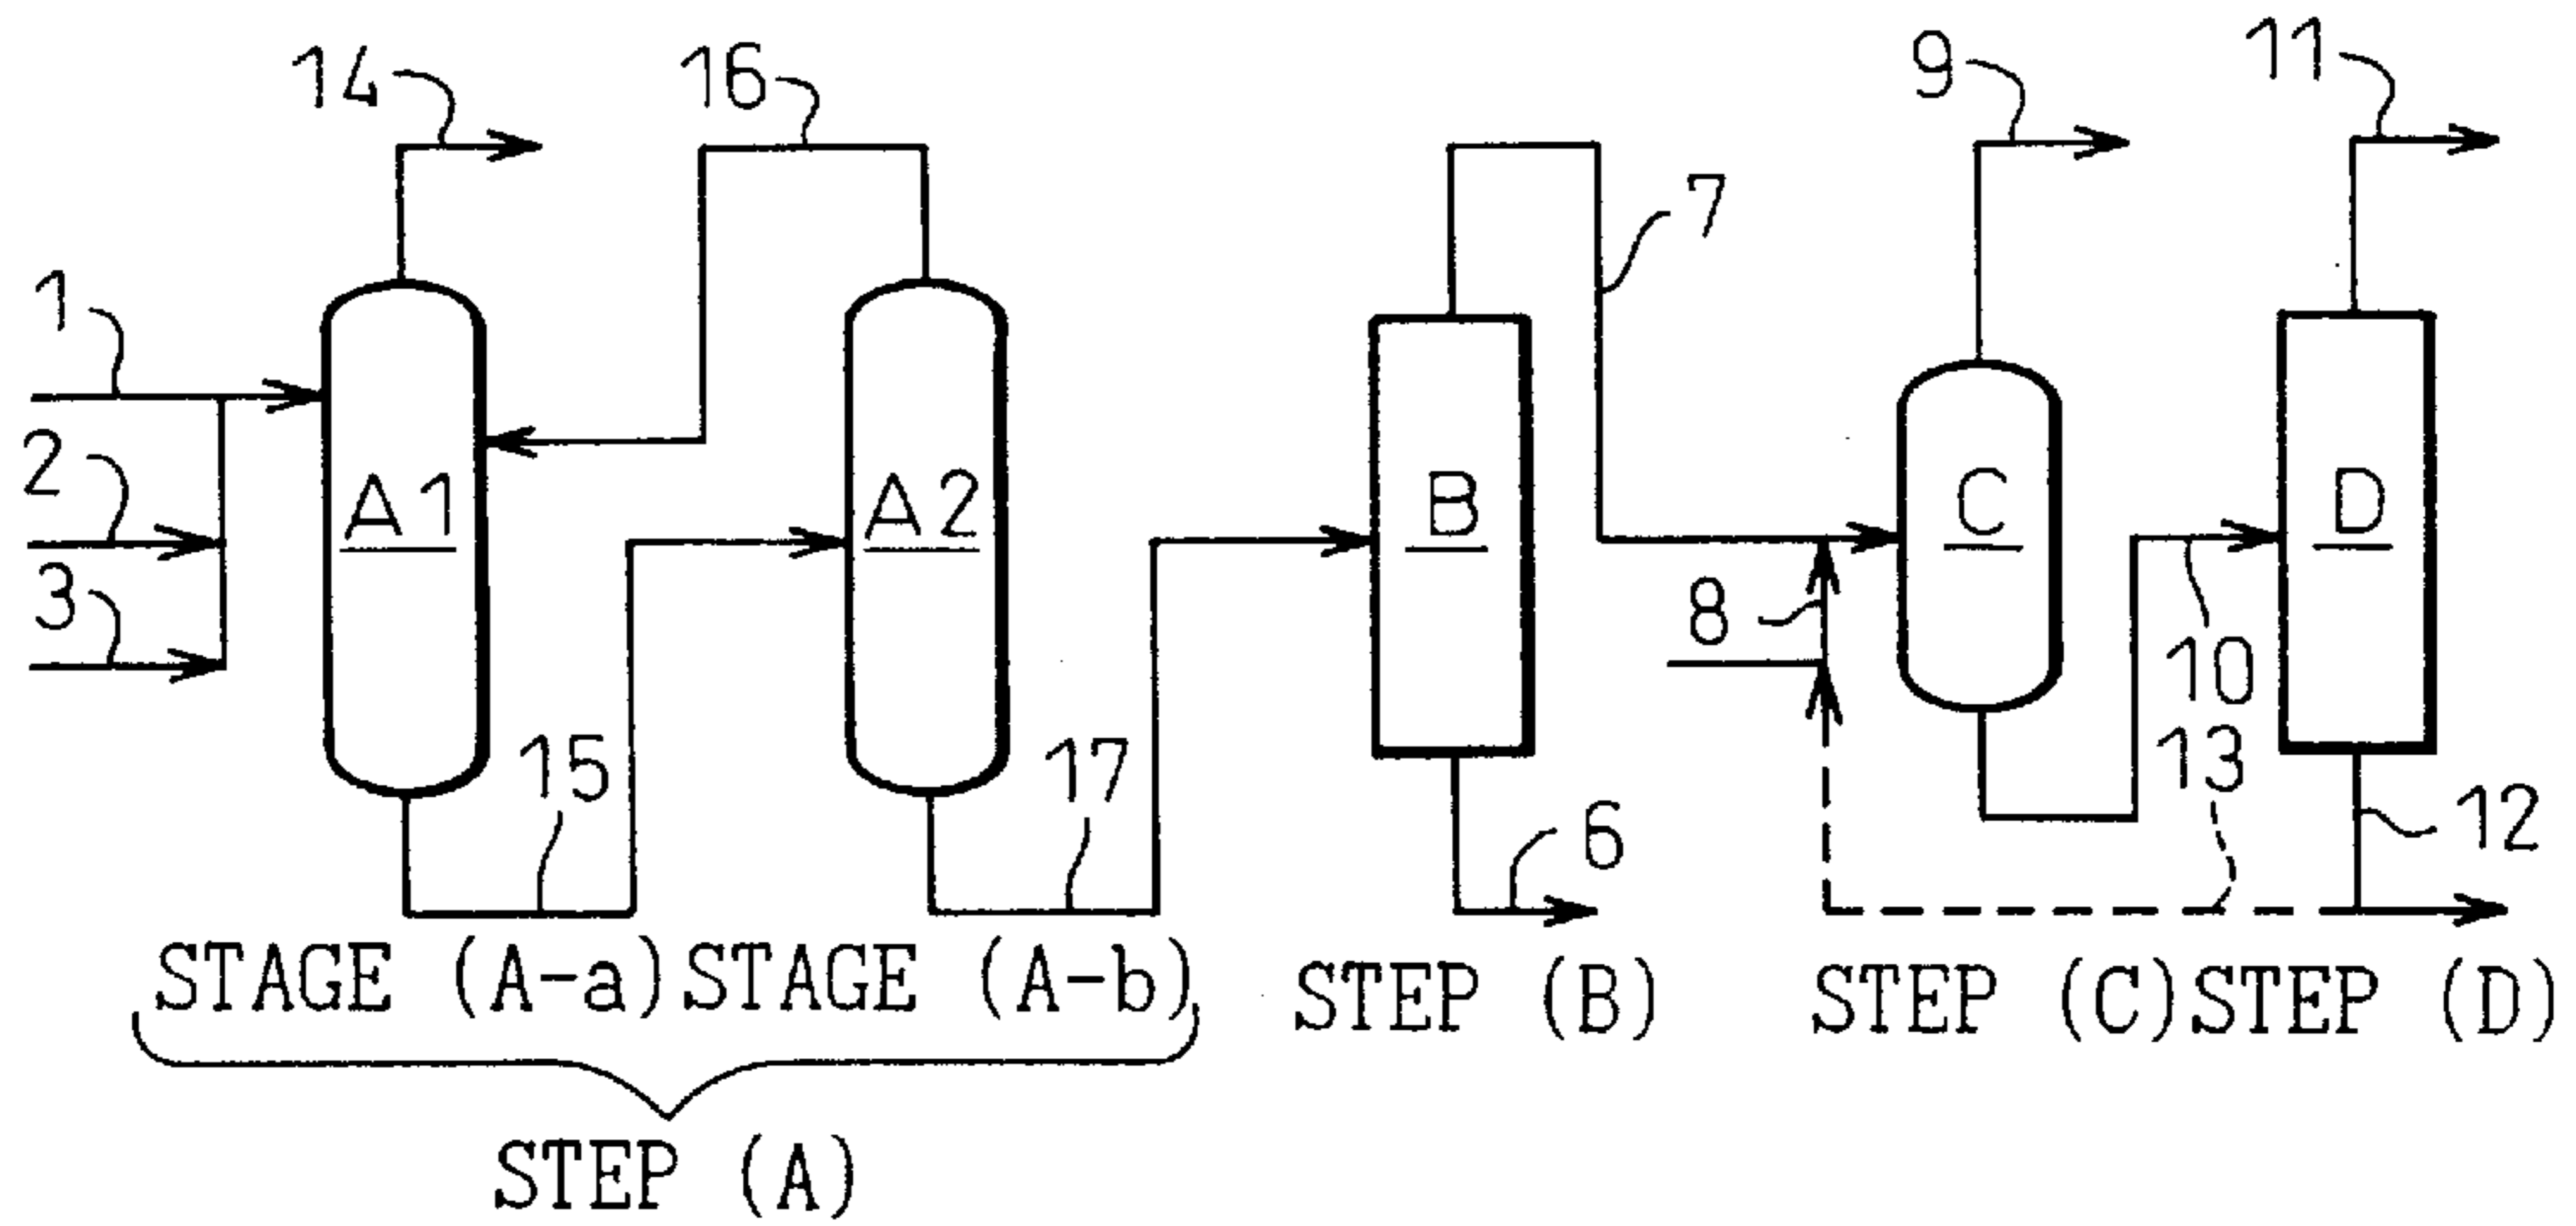 14
16
9
11
7
1
2
3
A1
A2
B
C
D
8
10
13
15
17
6
12
STAGE (A-a)
STAGE (A-b)
STEP (B)
STEP (C)
STEP (D)
STEP (A)